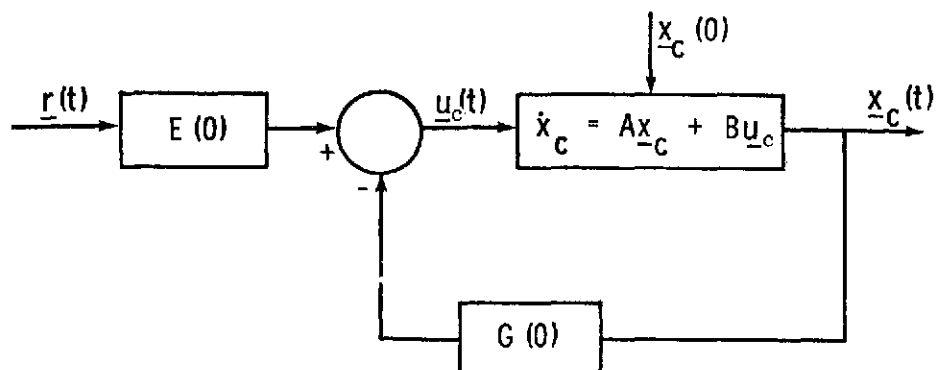 x_c(0)
r(t)
E(0)
+
-
u_c(t)
ẋ_c = Ax_c + Bu_c
x_c(t)
G(0)